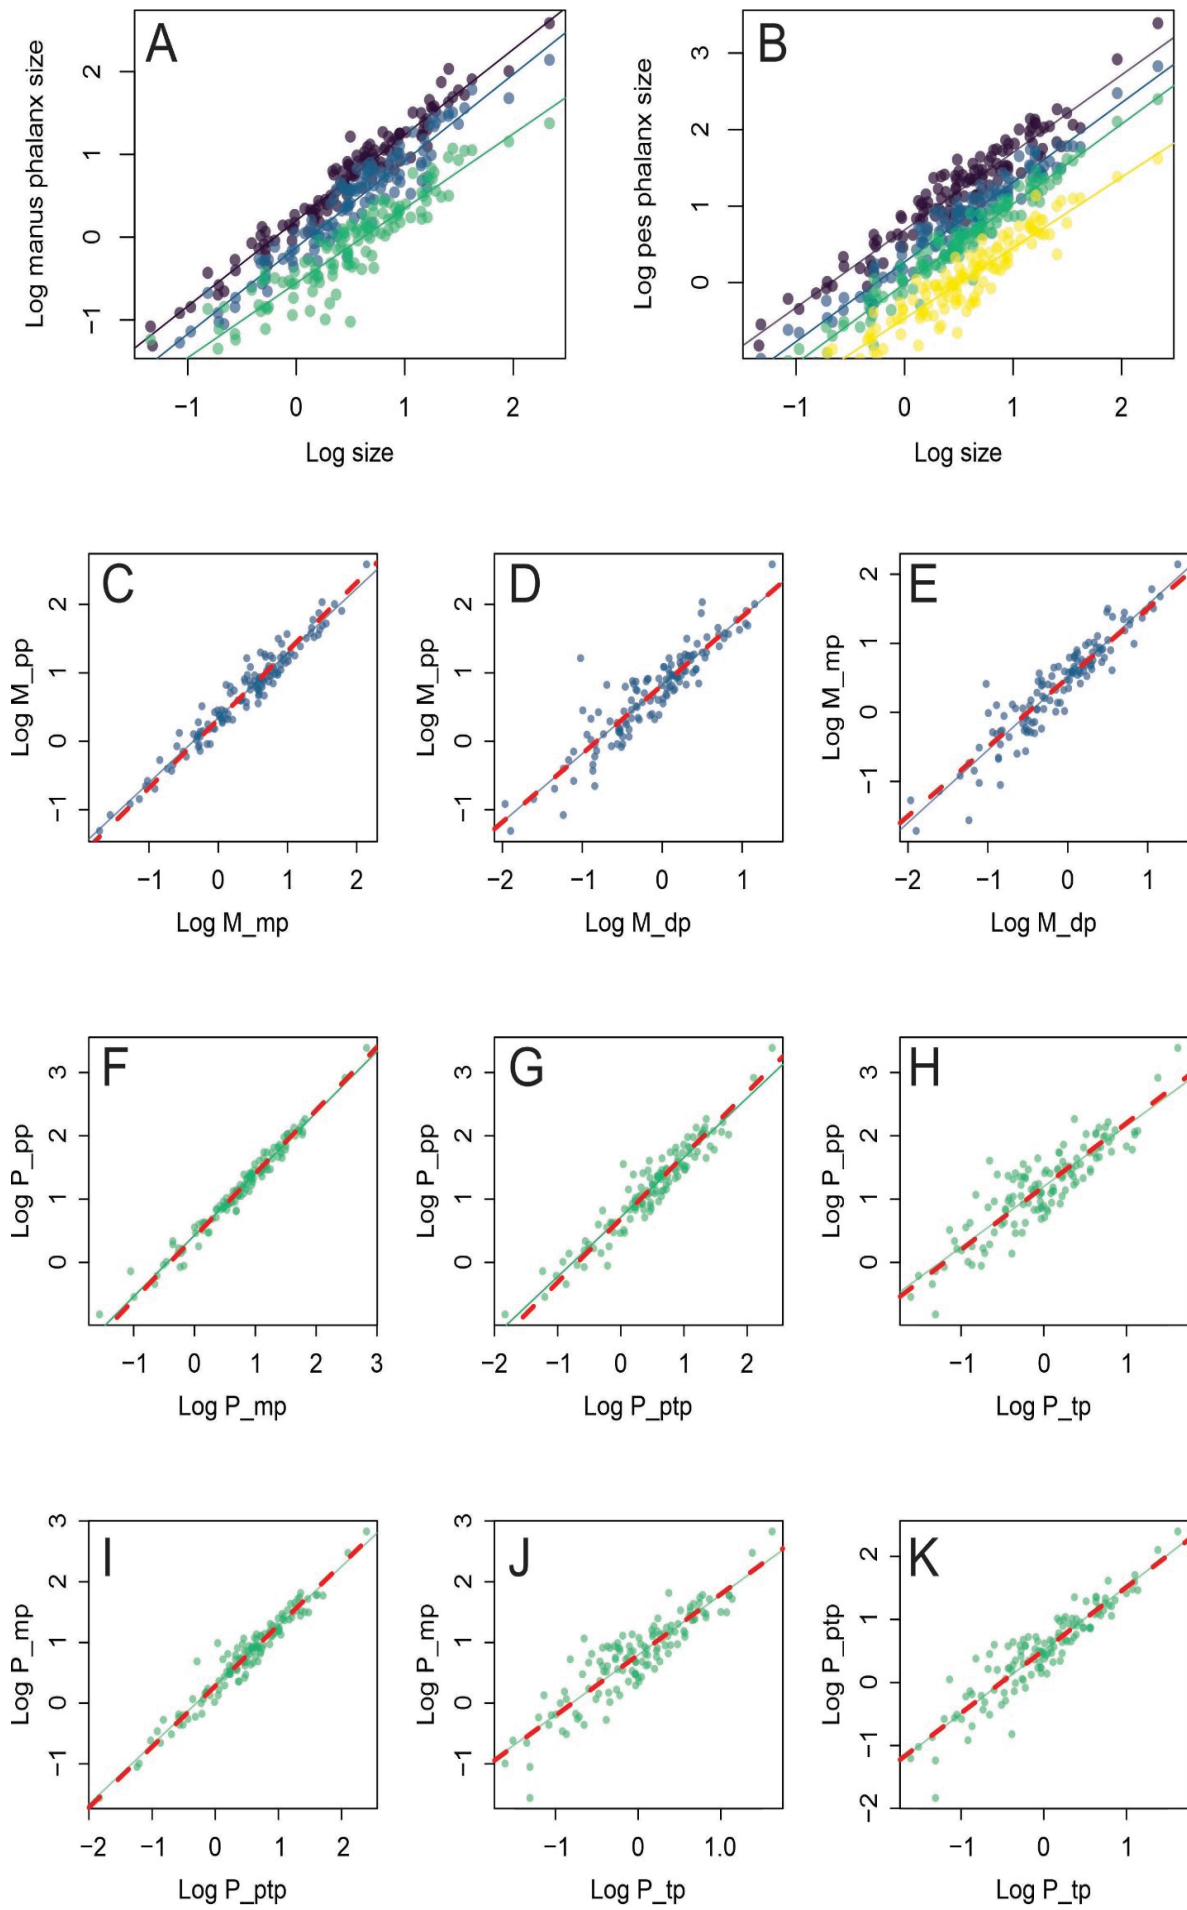 A
Log manus phalanx size
2
1
0
−1
−1 0 1 2
Log size
B
Log pes phalanx size
3
2
1
0
−1 0 1 2
Log size
C
Log M_pp
2
1
0
−1
−1 0 1 2
Log M_mp
D
Log M_pp
2
1
0
−1
−2 −1 0 1
Log M_dp
E
Log M_mp
2
1
0
−1
−2 −1 0 1
Log M_dp
F
Log P_pp
3
2
1
0
−1 0 1 2 3
Log P_mp
G
Log P_pp
3
2
1
0
−2 −1 0 1 2
Log P_ptp
H
Log P_pp
3
2
1
0
−1 0 1
Log P_tp
I
Log P_mp
3
2
1
0
−1
−2 −1 0 1 2
Log P_ptp
J
Log P_mp
3
2
1
0
−1
−1 0 1.0
Log P_tp
K
Log P_ptp
2
1
0
−1
−2
−1 0 1
Log P_tp